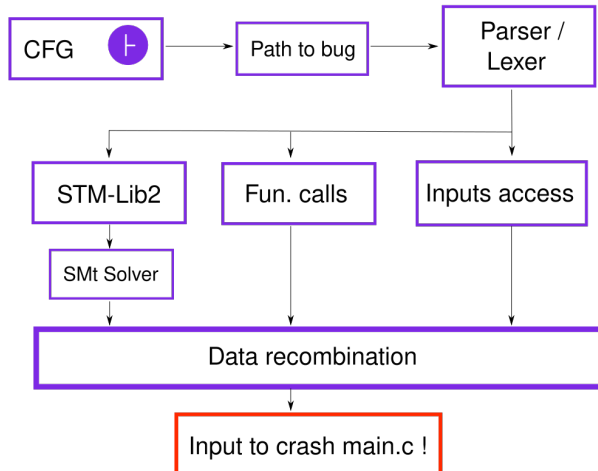 CFG ⊢
Path to bug
Parser /
Lexer
STM-Lib2
Fun. calls
Inputs access
SMt Solver
Data recombination
Input to crash main.c !